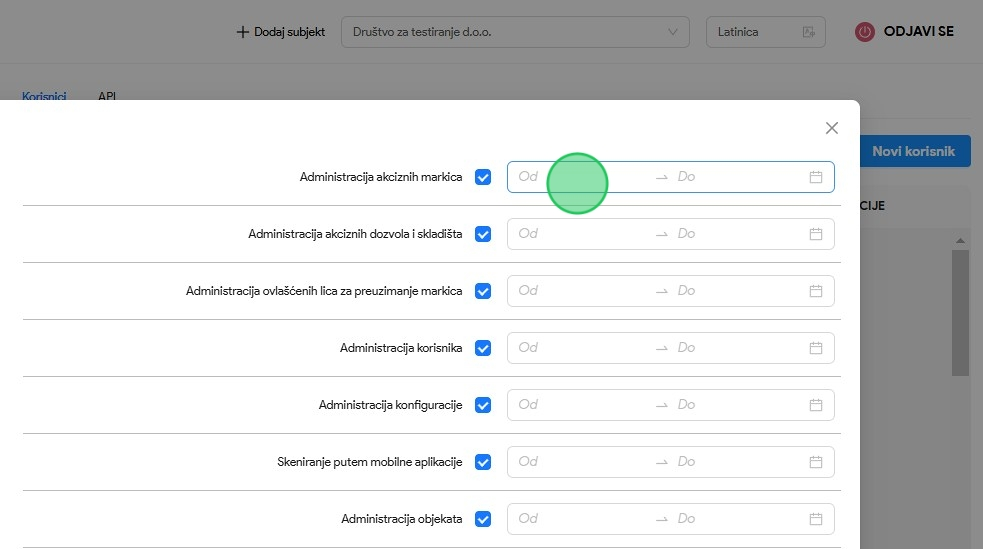 Dodaj subjekt
Društvo za testiranje d.o.o.
Latinica
ODJAVI SE
Korisnici
API
Novi korisnik
CIJE
Administracija akciznih markica
Od
Do
Administracija akciznih dozvola i skladišta
Od
Do
Administracija ovlašćenih lica za preuzimanje markica
Od
Do
Administracija korisnika
Od
Do
Administracija konfiguracije
Od
Do
Skeniranje putem mobilne aplikacije
Od
Do
Administracija objekata
Od
Do